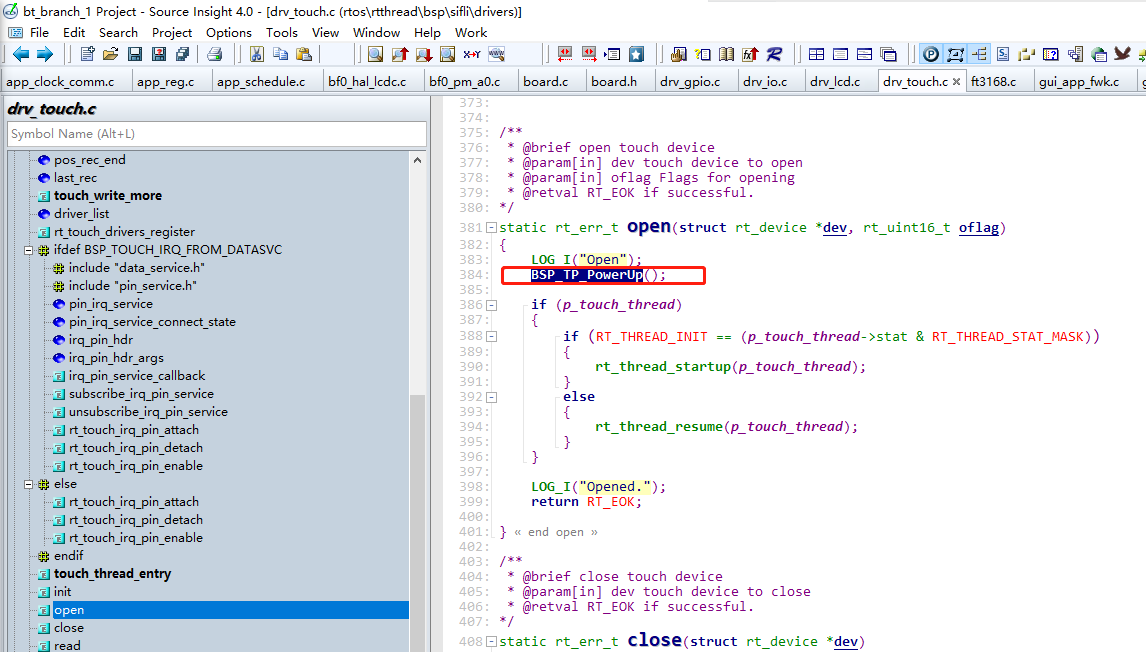 bt_branch_1 Project - Source Insight 4.0 - [drv_touch.c (rtos\rtthread\bsp\sifli\drivers)]
File Edit Search Project Options Tools View Window Help Work
app_clock_comm.c app_reg.c app_schedule.c bf0_hal_lcdc.c bf0_pm_a0.c board.c board.h drv_gpio.c drv_io.c drv_lcd.c drv_touch.c ft3168.c gui_app_fwk.c
drv_touch.c
Symbol Name (Alt+L)
pos_rec_end
last_rec
touch_write_more
driver_list
rt_touch_drivers_register
ifdef BSP_TOUCH_IRQ_FROM_DATASVC
include "data_service.h"
include "pin_service.h"
pin_irq_service
pin_irq_service_connect_state
irq_pin_hdr
irq_pin_hdr_args
irq_pin_service_callback
subscribe_irq_pin_service
unsubscribe_irq_pin_service
rt_touch_irq_pin_attach
rt_touch_irq_pin_detach
rt_touch_irq_pin_enable
else
rt_touch_irq_pin_attach
rt_touch_irq_pin_detach
rt_touch_irq_pin_enable
endif
touch_thread_entry
init
open
close
read
373:
374:
375: /**
376: * @brief open touch device
377: * @param[in] dev touch device to open
378: * @param[in] oflag Flags for opening
379: * @retval RT_EOK if successful.
380: */
381 static rt_err_t open(struct rt_device *dev, rt_uint16_t oflag)
382: {
383: LOG_I("Open");
384: BSP_TP_PowerUp();
385:
386 if (p_touch_thread)
387: {
388 if (RT_THREAD_INIT == (p_touch_thread->stat & RT_THREAD_STAT_MASK))
389: {
390: rt_thread_startup(p_touch_thread);
391: }
392 else
393: {
394: rt_thread_resume(p_touch_thread);
395: }
396: }
397:
398: LOG_I("Opened.");
399: return RT_EOK;
400:
401: } « end open »
402:
403: /**
404: * @brief close touch device
405: * @param[in] dev touch device to close
406: * @retval RT_EOK if successful.
407: */
408 static rt_err_t close(struct rt_device *dev)